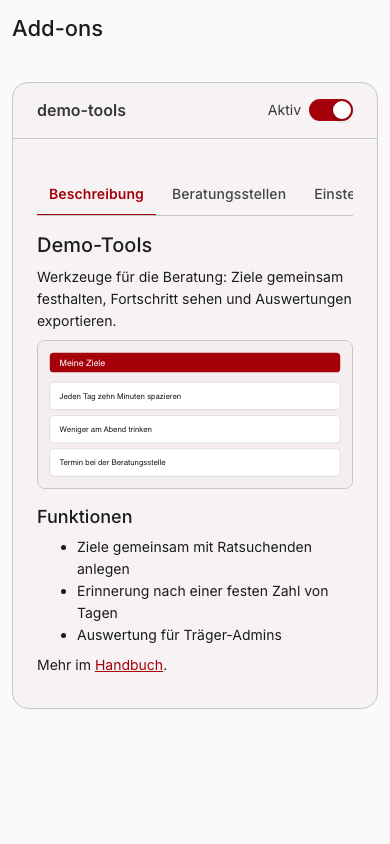 Add-ons
demo-tools
Aktiv
Beschreibung Beratungsstellen Einste
Demo-Tools
Werkzeuge für die Beratung: Ziele gemeinsam
festhalten, Fortschritt sehen und Auswertungen
exportieren.
Meine Ziele
Jeden Tag zehn Minuten spazieren
Weniger am Abend trinken
Termin bei der Beratungsstelle
Funktionen
• Ziele gemeinsam mit Ratsuchenden
anlegen
• Erinnerung nach einer festen Zahl von
Tagen
• Auswertung für Träger-Admins
Mehr im Handbuch.